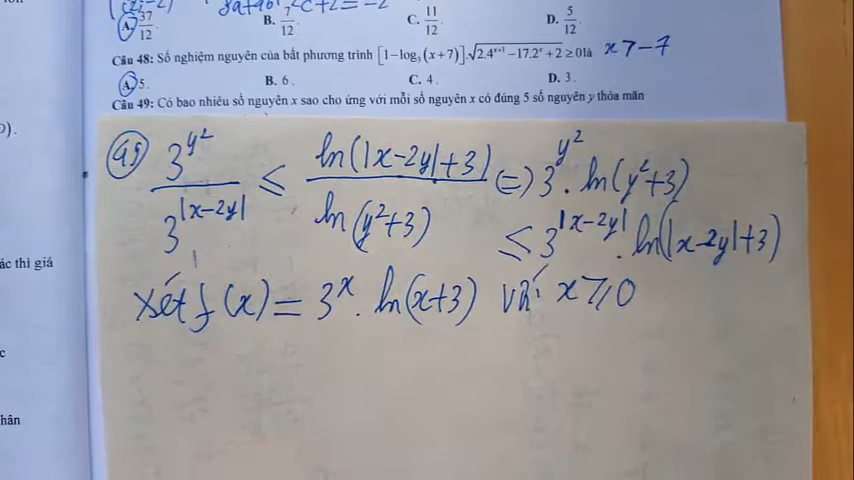 A. 37/12. B. /12. C. 11/12. D. 5/12.
Câu 48: Số nghiệm nguyên của bất phương trình [1-log₃(x+7)].√(2.4ˣ⁺¹-17.2ˣ+2) ≥ 0 là x > -7
A. 5. B. 6. C. 4. D. 3.
Câu 49: Có bao nhiêu số nguyên x sao cho ứng với mỗi số nguyên x có đúng 5 số nguyên y thỏa mãn
).
49 3^(y²) / 3^|x-2y| ≤ ln(|x-2y|+3) / ln(y²+3) (=) 3^(y²) . ln(y²+3)
≤ 3^|x-2y| . ln(|x-2y|+3)
ác thì giá
Xét f(x) = 3ˣ . ln(x+3) với x ≥ 0
c
hân